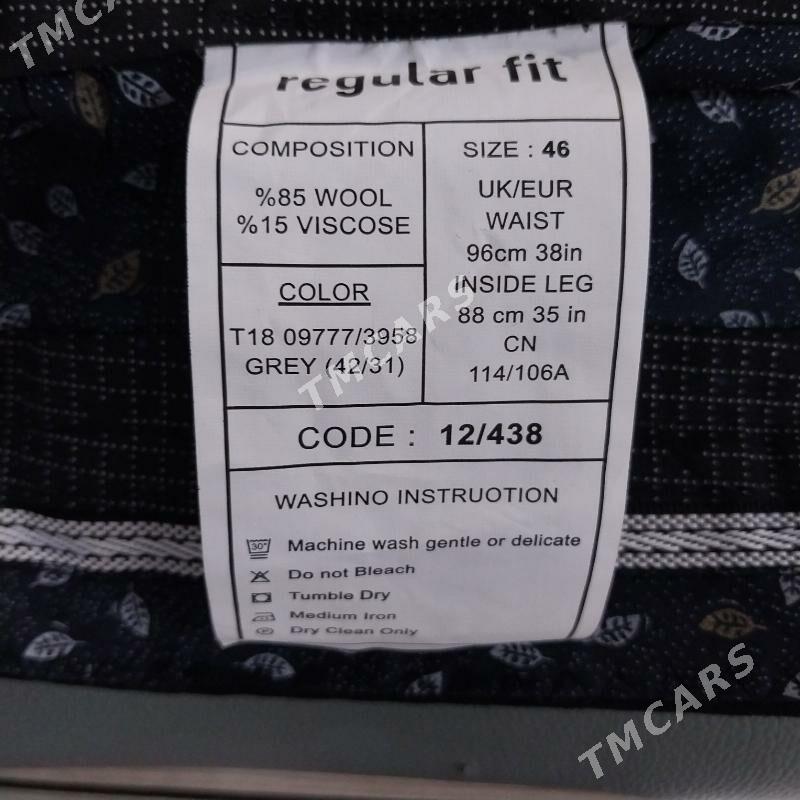 TMCARS
regular fit
COMPOSITION
%85 WOOL
%15 VISCOSE
COLOR
T18 09777/3958
GREY (42/31)
SIZE : 46
UK/EUR
WAIST
96cm 38in
INSIDE LEG
88 cm 35 in
CN
114/106A
TMCARS
CODE : 12/438
WASHINO INSTRUOTION
30°
Machine wash gentle or delicate
Do not Bleach
Tumble Dry
Medium Iron
Dry Clean Only
TMCARS